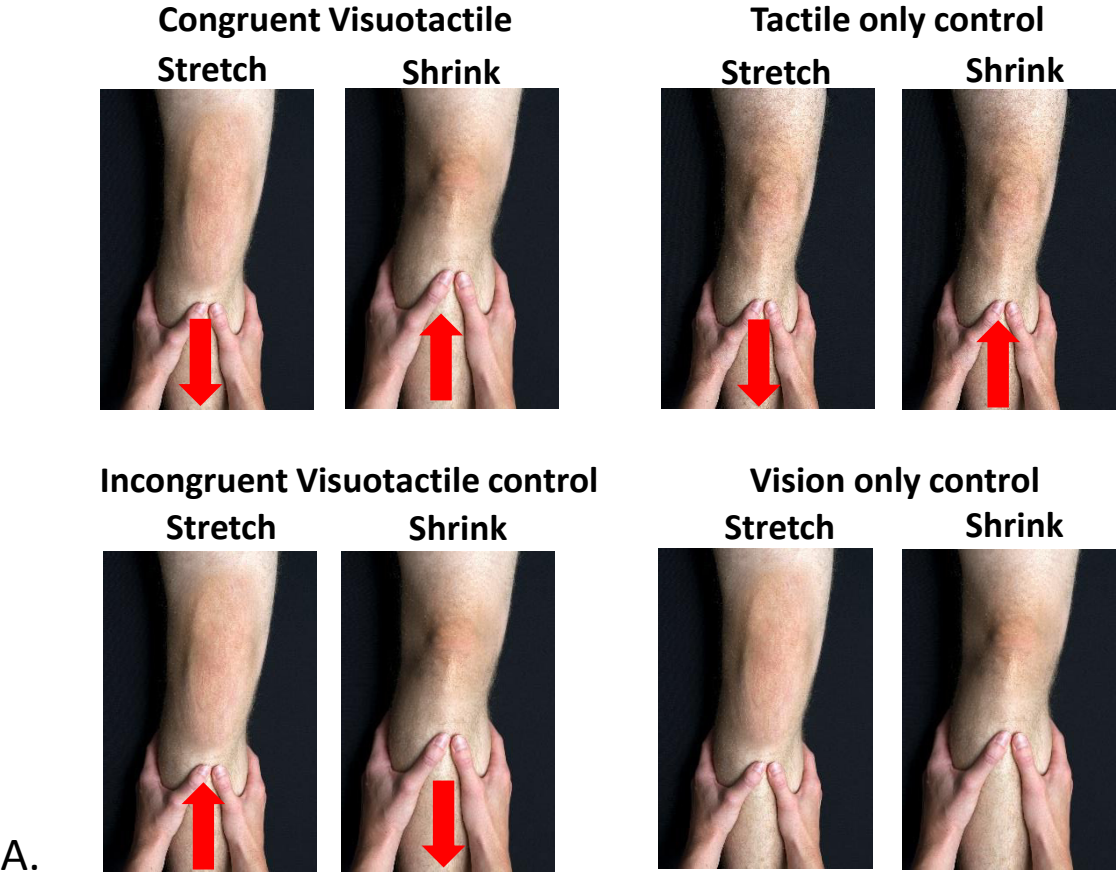 Congruent Visuotactile
Stretch
Shrink
Tactile only control
Stretch
Shrink
Incongruent Visuotactile control
Stretch
Shrink
Vision only control
Stretch
Shrink
A.